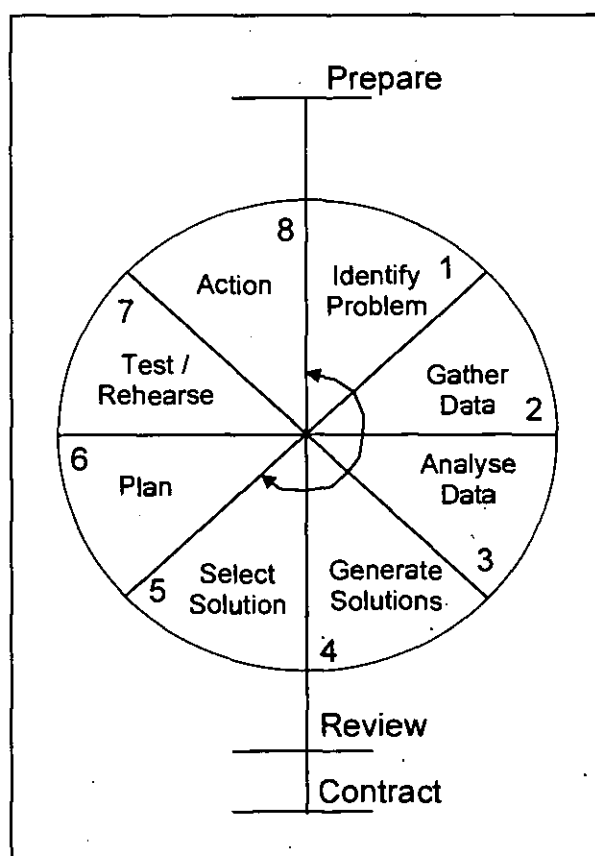 Prepare
8
Action
1
Identify
Problem
7
Test /
Rehearse
Gather
Data
2
6
Plan
Analyse
Data
3
5
Select
Solution
Generate
Solutions
4
Review
Contract